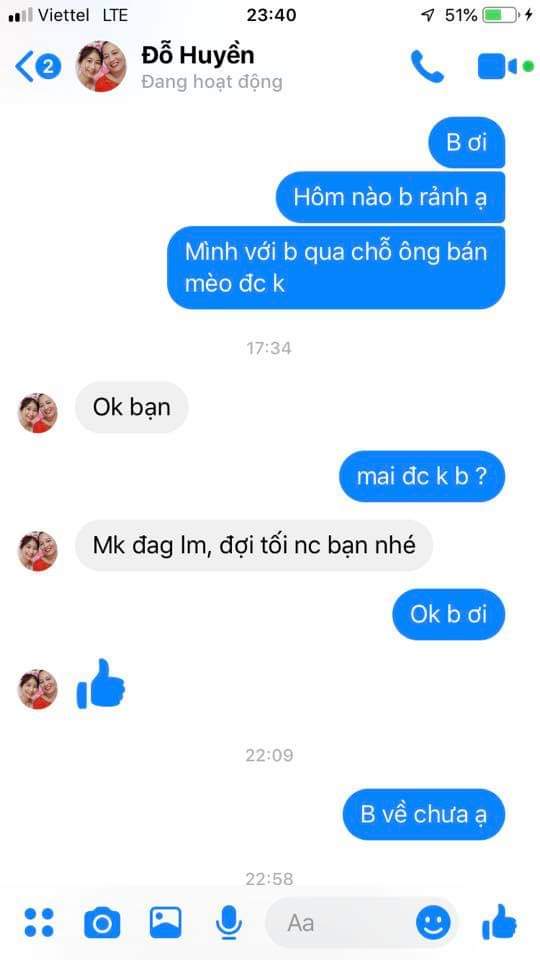 Viettel LTE 23:40 51%
2 Đỗ Huyền
Đang hoạt động
B ơi
Hôm nào b rảnh ạ
Mình với b qua chỗ ông bán
mèo đc k
17:34
Ok bạn
mai đc k b ?
Mk đag lm, đợi tối nc bạn nhé
Ok b ơi
22:09
B về chưa ạ
22:58
Aa